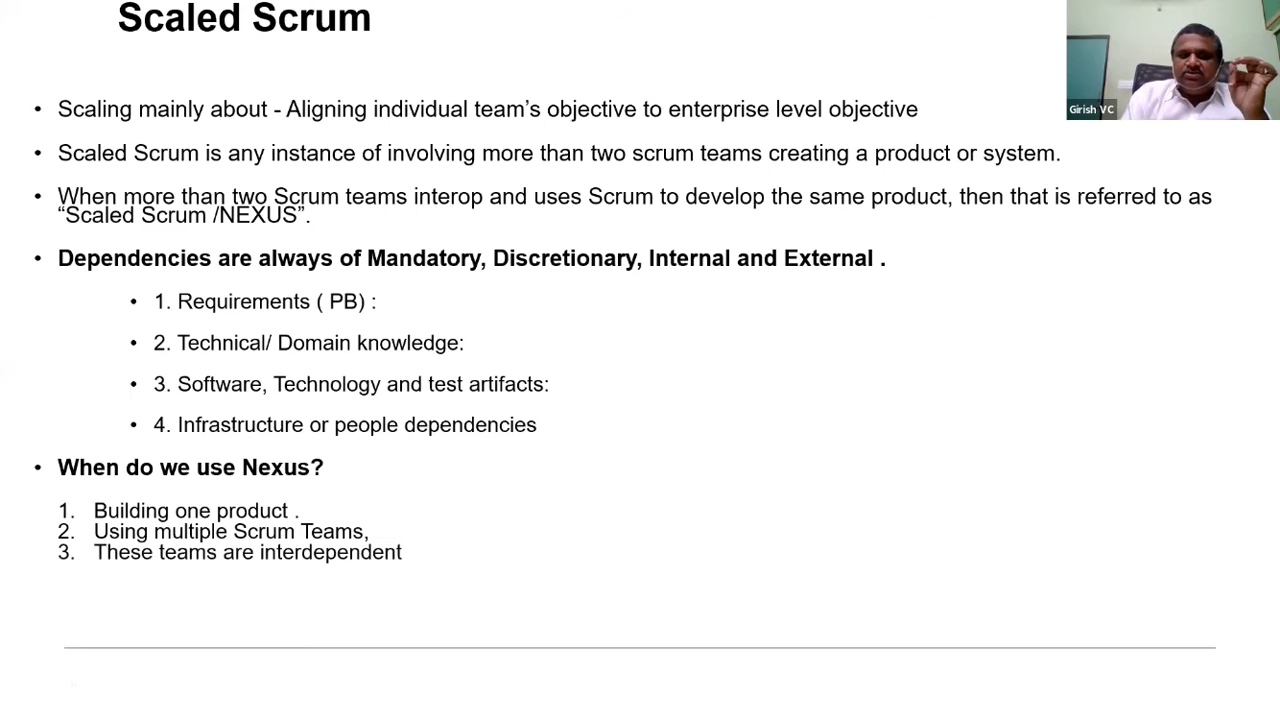 Scaled Scrum
Girish VC
• Scaling mainly about - Aligning individual team’s objective to enterprise level objective
• Scaled Scrum is any instance of involving more than two scrum teams creating a product or system.
• When more than two Scrum teams interop and uses Scrum to develop the same product, then that is referred to as
“Scaled Scrum /NEXUS”.
• Dependencies are always of Mandatory, Discretionary, Internal and External .
• 1. Requirements ( PB) :
• 2. Technical/ Domain knowledge:
• 3. Software, Technology and test artifacts:
• 4. Infrastructure or people dependencies
• When do we use Nexus?
1. Building one product .
2. Using multiple Scrum Teams,
3. These teams are interdependent